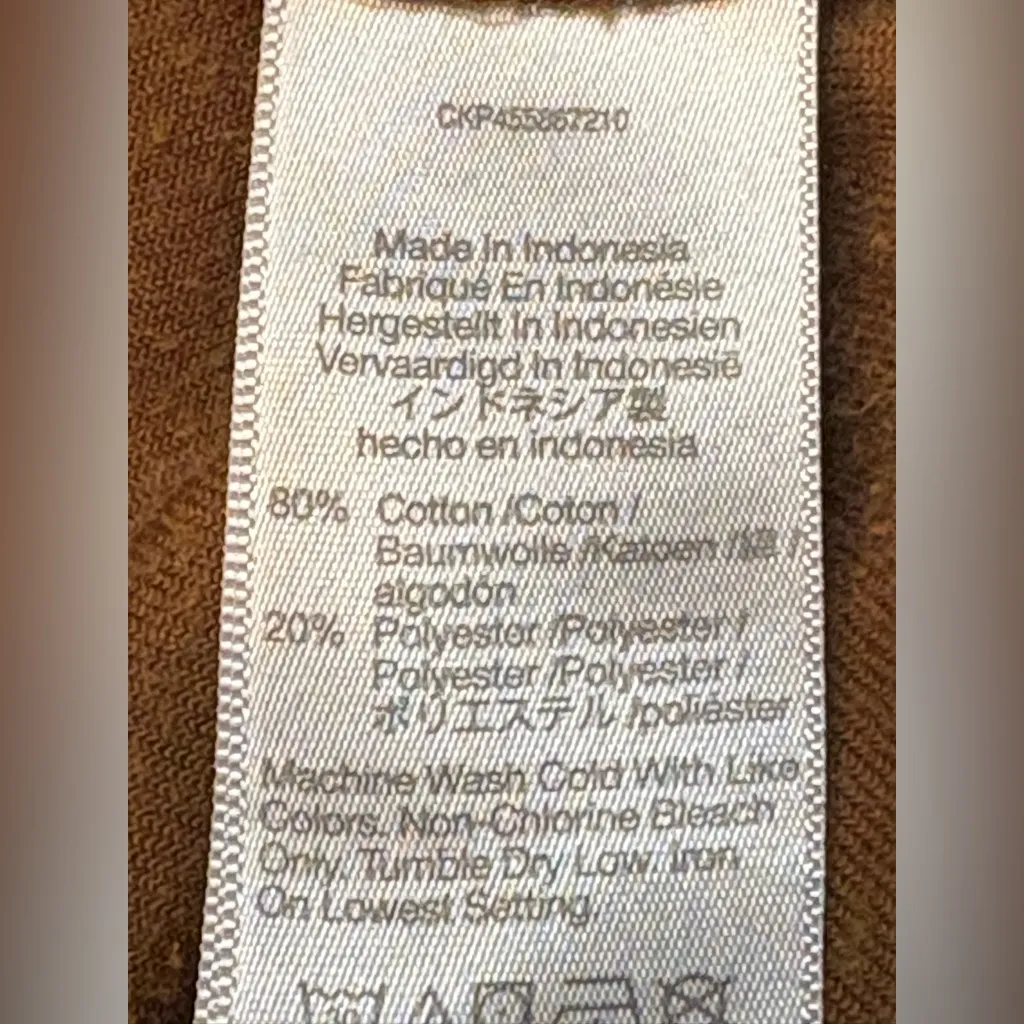 CKP455867210
Made In Indonesia
Fabriqué En Indonésie
Hergestellt In Indonesien
Vervaardigd In Indonesië
インドネシア製
hecho en indonesia
80% Cotton /Coton /
Baumwolle /Katoen /綿 /
algodón
20% Polyester /Polyester /
Polyester /Polyester /
ポリエステル /poliéster
Machine Wash Cold With Like
Colors. Non-Chlorine Bleach
Only. Tumble Dry Low. Iron
On Lowest Setting.